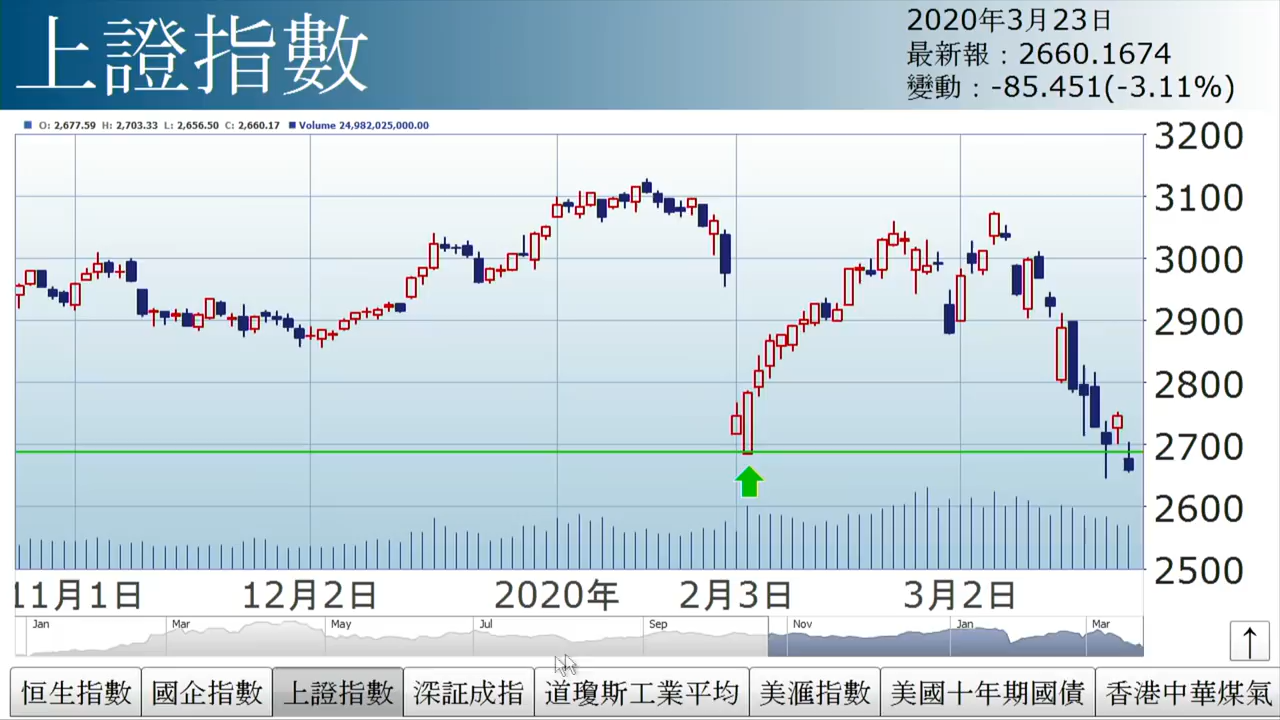 上證指數
2020年3月23日
最新報：2660.1674
變動：-85.451(-3.11%)
O: 2,677.59 H: 2,703.33 L: 2,656.50 C: 2,660.17 Volume 24,982,025,000.00
3200
3100
3000
2900
2800
2700
2600
2500
11月1日 12月2日 2020年 2月3日 3月2日
Jan Mar May Jul Sep Nov Jan Mar
↑
恒生指數 國企指數 上證指數 深証成指 道瓊斯工業平均 美滙指數 美國十年期國債 香港中華煤氣